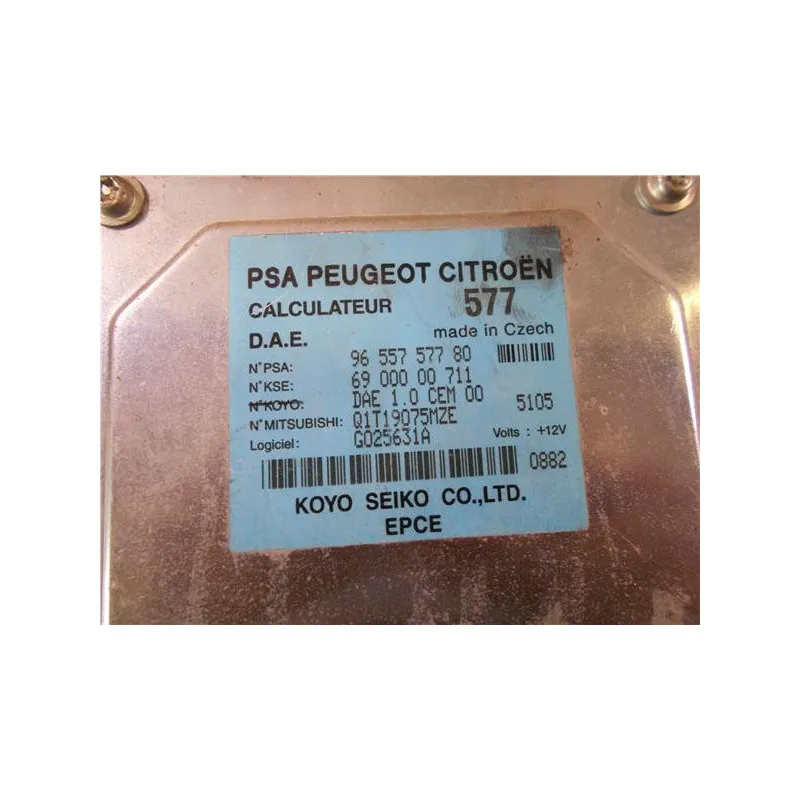 PSA PEUGEOT CITROËN
CALCULATEUR 577
D.A.E. made in Czech
N°PSA: 96 557 577 80
N°KSE: 69 000 00 711
N°KOYO: DAE 1.0 CEM 00 5105
N°MITSUBISHI: Q1T19075MZE
Logiciel: G025631A Volts : +12V
0882
KOYO SEIKO CO.,LTD.
EPCE